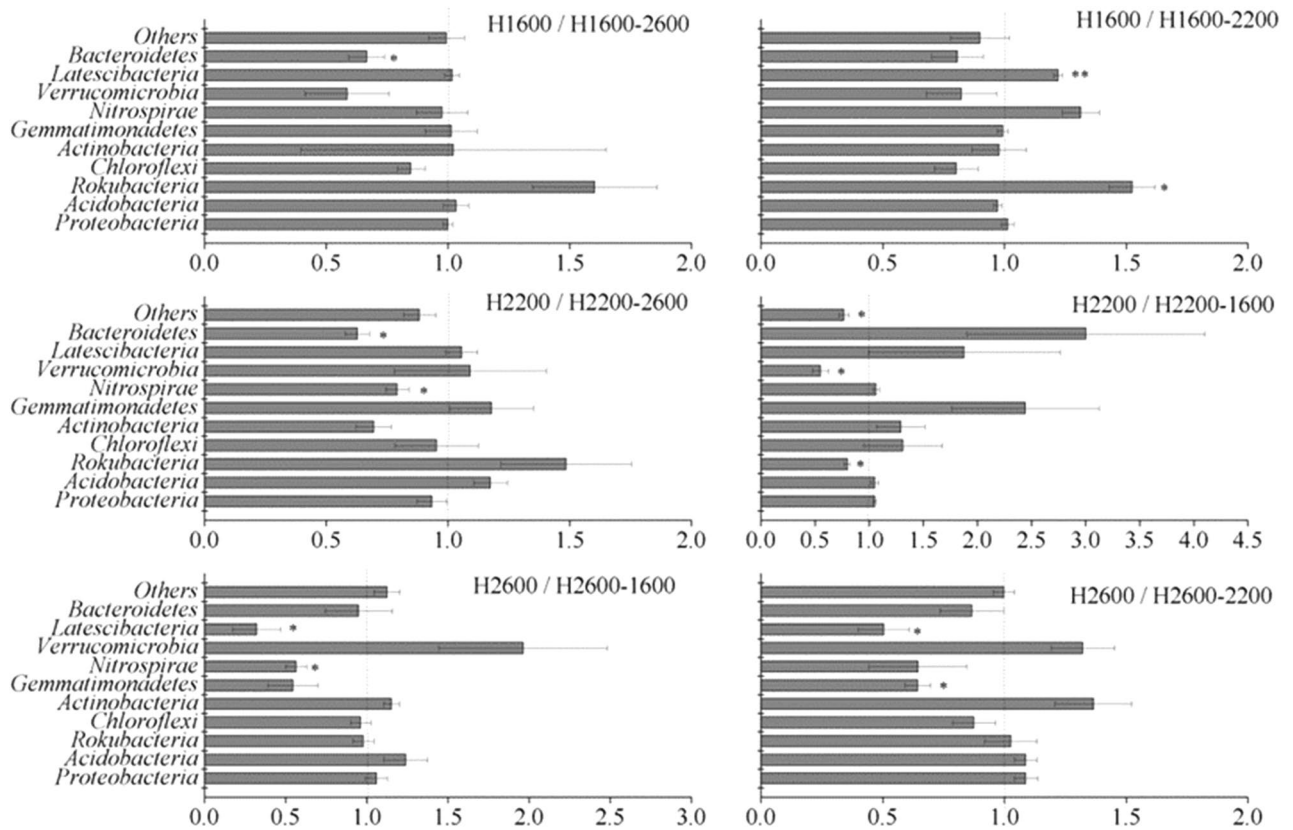 H1600 / H1600-2600
Others
Bacteroidetes
*
Latescibacteria
Verrucomicrobia
Nitrospirae
Gemmatimonadetes
Actinobacteria
Chloroflexi
Rokubacteria
Acidobacteria
Proteobacteria
0.0 0.5 1.0 1.5 2.0
H1600 / H1600-2200
**
*
0.0 0.5 1.0 1.5 2.0
H2200 / H2200-2600
Others
Bacteroidetes
*
Latescibacteria
Verrucomicrobia
Nitrospirae
*
Gemmatimonadetes
Actinobacteria
Chloroflexi
Rokubacteria
Acidobacteria
Proteobacteria
0.0 0.5 1.0 1.5 2.0
H2200 / H2200-1600
*
*
*
0.0 0.5 1.0 1.5 2.0 2.5 3.0 3.5 4.0 4.5
H2600 / H2600-1600
Others
Bacteroidetes
Latescibacteria
*
Verrucomicrobia
Nitrospirae
*
Gemmatimonadetes
Actinobacteria
Chloroflexi
Rokubacteria
Acidobacteria
Proteobacteria
0.0 0.5 1.0 1.5 2.0 2.5 3.0
H2600 / H2600-2200
*
*
0.0 0.5 1.0 1.5 2.0